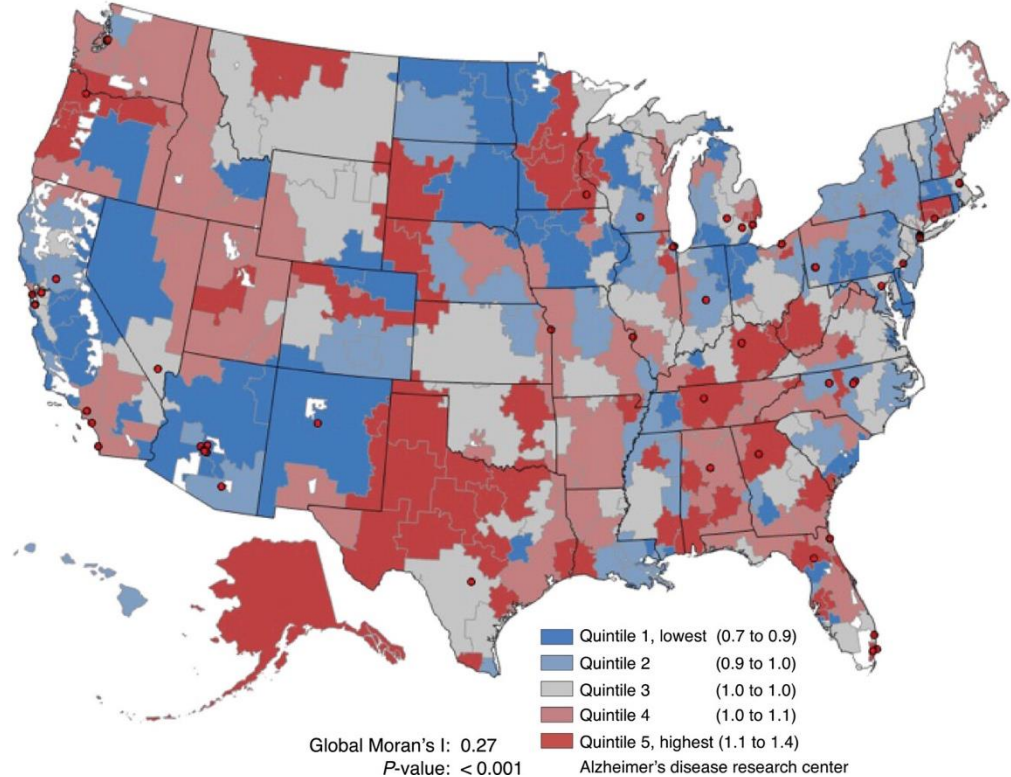 Quintile 1, lowest (0.7 to 0.9)
Quintile 2 (0.9 to 1.0)
Quintile 3 (1.0 to 1.0)
Quintile 4 (1.0 to 1.1)
Quintile 5, highest (1.1 to 1.4)
Alzheimer's disease research center
Global Moran's I: 0.27
P-value: < 0.001